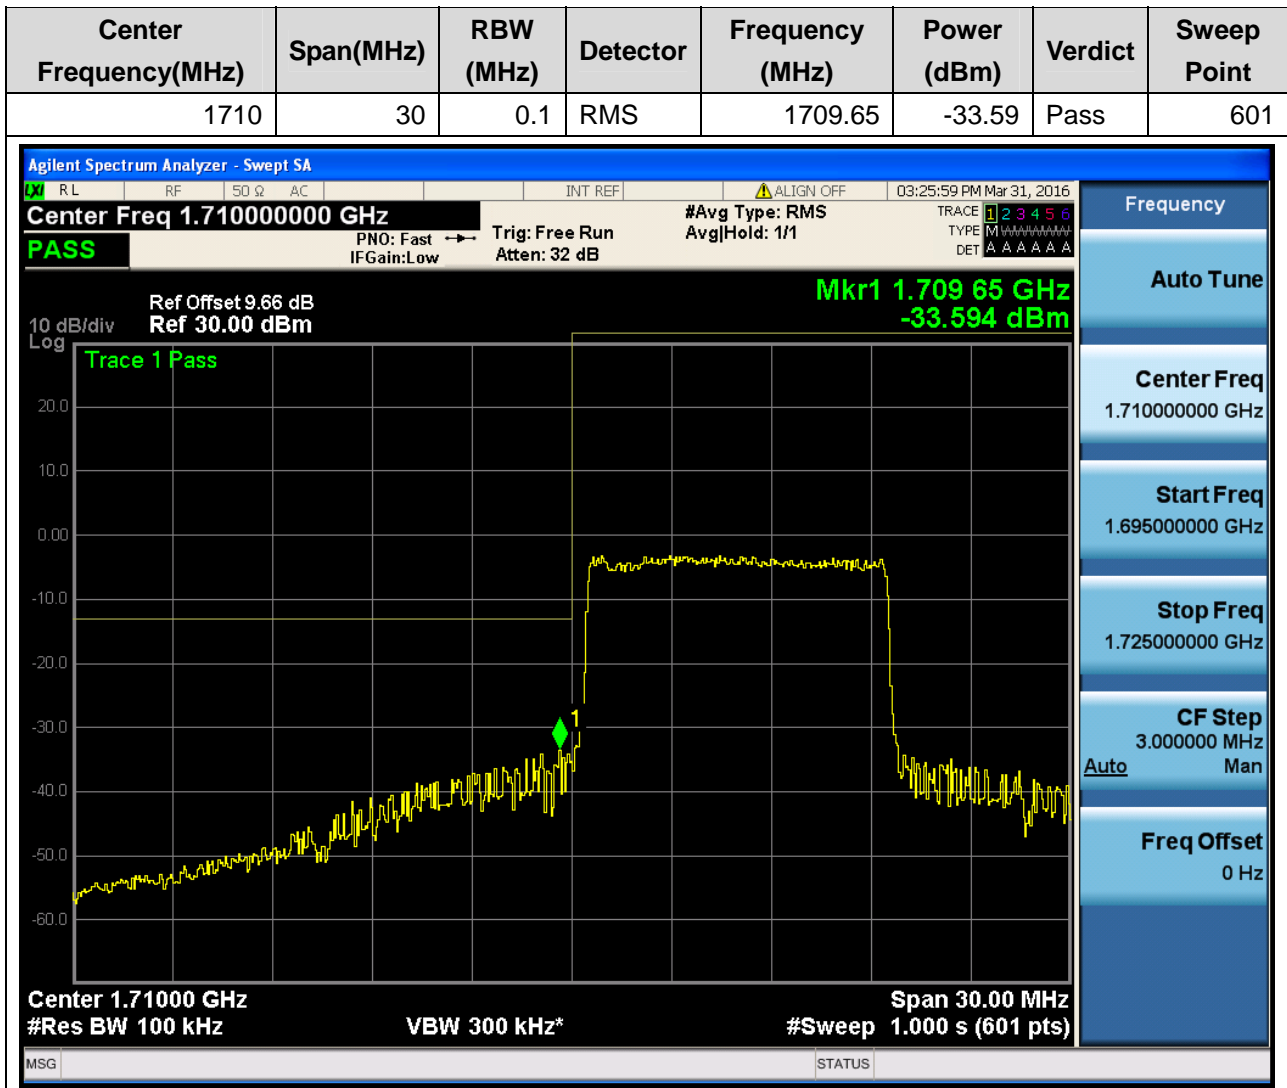 Center Frequency(MHz) Span(MHz) RBW (MHz) Detector Frequency (MHz) Power (dBm) Verdict Sweep Point
1710 30 0.1 RMS 1709.65 -33.59 Pass 601
Agilent Spectrum Analyzer - Swept SA
LXI RL RF 50 Ω AC INT REF ALIGN OFF 03:25:59 PM Mar 31, 2016
Center Freq 1.710000000 GHz
#Avg Type: RMS
TRACE 1 2 3 4 5 6
PASS
PNO: Fast
Trig: Free Run
Avg|Hold: 1/1
TYPE M
IFGain:Low
Atten: 32 dB
DET A A A A A A
Mkr1 1.709 65 GHz
-33.594 dBm
Ref Offset 9.66 dB
10 dB/div Ref 30.00 dBm
Log
Trace 1 Pass
20.0
10.0
0.00
-10.0
-20.0
-30.0
1
-40.0
-50.0
-60.0
Center 1.71000 GHz Span 30.00 MHz
#Res BW 100 kHz VBW 300 kHz* #Sweep 1.000 s (601 pts)
MSG STATUS
Frequency
Auto Tune
Center Freq
1.710000000 GHz
Start Freq
1.695000000 GHz
Stop Freq
1.725000000 GHz
CF Step
3.000000 MHz
Auto Man
Freq Offset
0 Hz